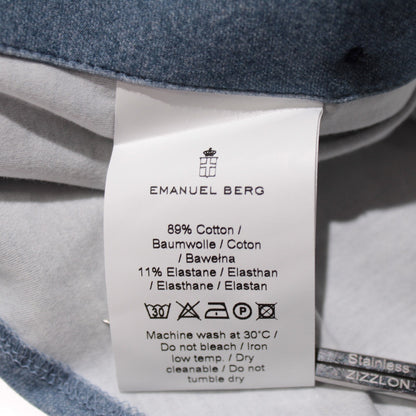 EMANUEL BERG
89% Cotton /
Baumwolle / Coton
/ Bawełna
11% Elastane / Elasthan
/ Elasthane / Elastan
Machine wash at 30°C /
Do not bleach / Iron
low temp. / Dry
cleanable / Do not
tumble dry
Stainless
ZIZZLON